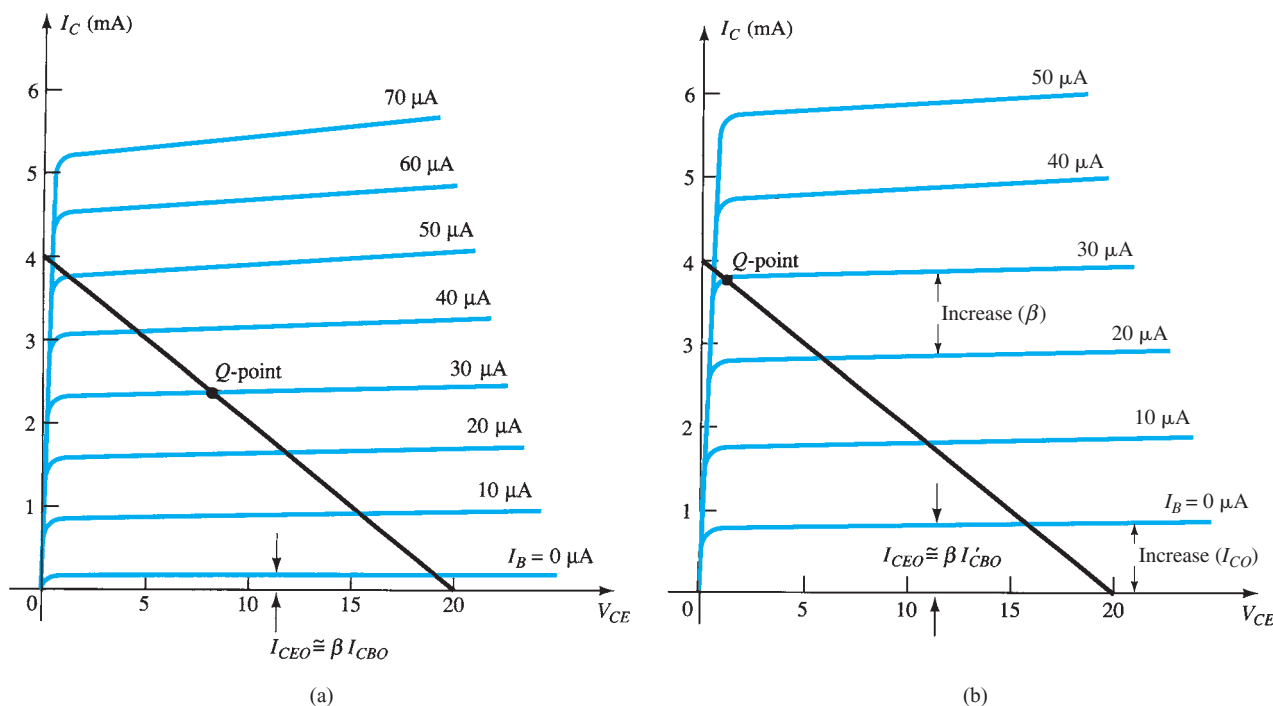 I_C (mA)
6
5
4
3
2
1
0
5
10
15
20
V_CE
70 μA
60 μA
50 μA
40 μA
30 μA
20 μA
10 μA
I_B = 0 μA
Q-point
I_CEO ≅ β I_CBO
(a)
I_C (mA)
6
5
4
3
2
1
0
5
10
15
20
V_CE
50 μA
40 μA
30 μA
20 μA
10 μA
I_B = 0 μA
Q-point
Increase (β)
Increase (I_CO)
I_CEO ≅ β I′_CBO
(b)